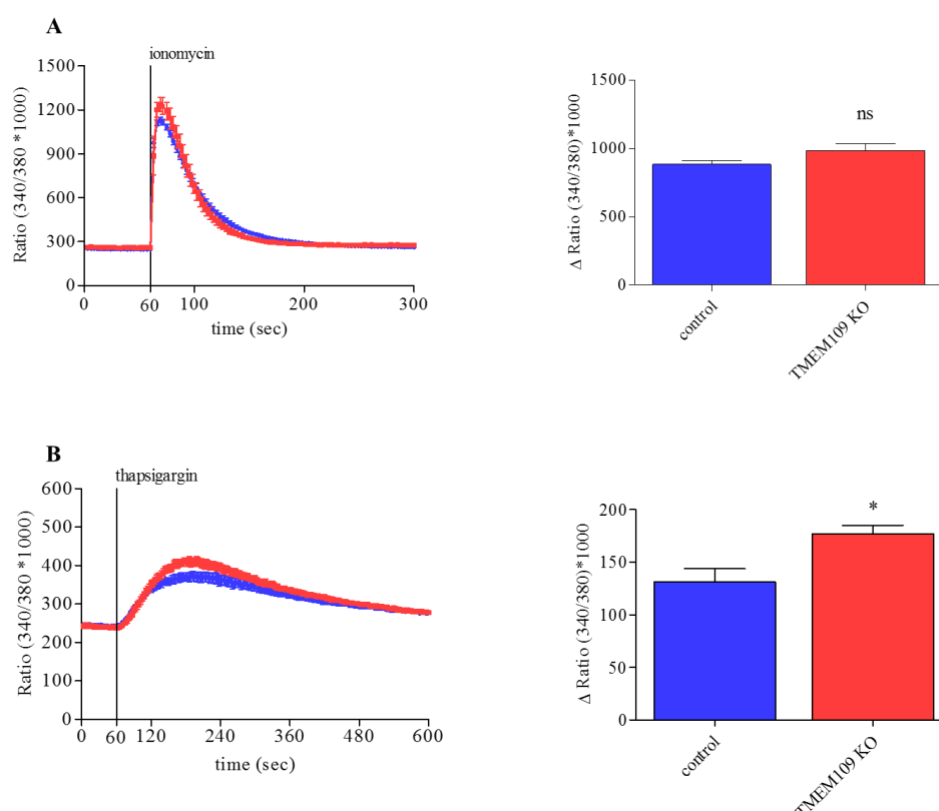 A
ionomycin
Ratio (340/380 *1000)
1500
1200
900
600
300
0
0 60 100 200 300
time (sec)
Δ Ratio (340/380)*1000
1500
1000
500
0
ns
control
TMEM109 KO
B
thapsigargin
Ratio (340/380 *1000)
600
500
400
300
200
100
0
0 60 120 240 360 480 600
time (sec)
Δ Ratio (340/380)*1000
200
150
100
50
0
*
control
TMEM109 KO